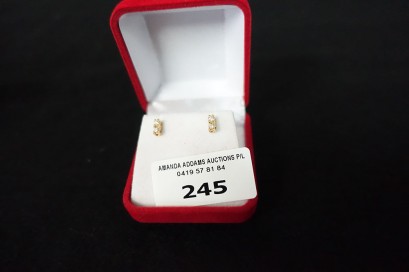 AMANDA ADDAMS AUCTIONS P/L
0419 57 81 84
245